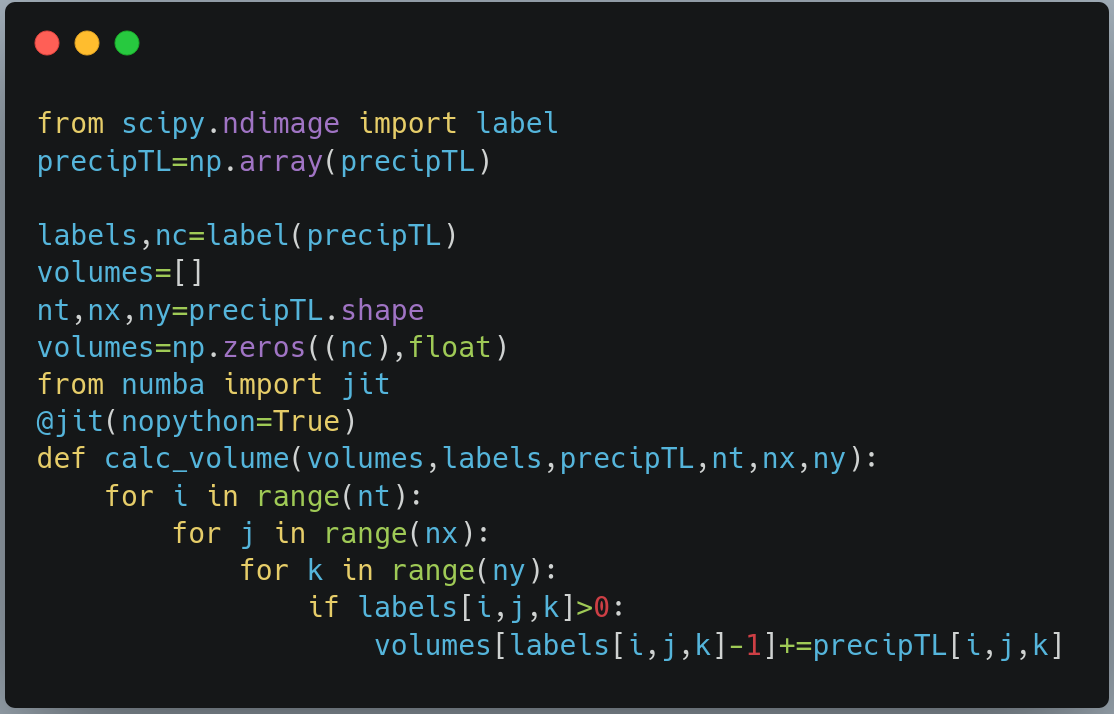 from scipy.ndimage import label
precipTL=np.array(precipTL)

labels,nc=label(precipTL)
volumes=[]
nt,nx,ny=precipTL.shape
volumes=np.zeros((nc),float)
from numba import jit
@jit(nopython=True)
def calc_volume(volumes,labels,precipTL,nt,nx,ny):
    for i in range(nt):
        for j in range(nx):
            for k in range(ny):
                if labels[i,j,k]>0:
                    volumes[labels[i,j,k]-1]+=precipTL[i,j,k]